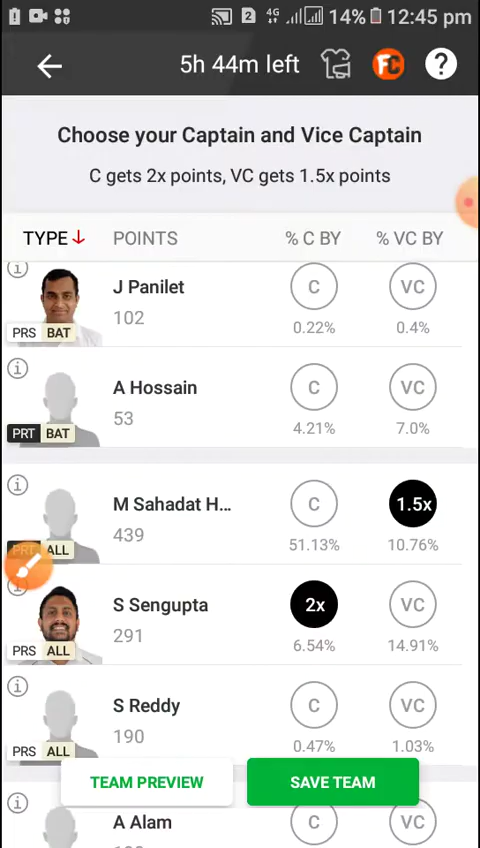 2 4G 14% 12:45 pm
5h 44m left FC ?
Choose your Captain and Vice Captain
C gets 2x points, VC gets 1.5x points
TYPE↓ POINTS % C BY % VC BY
i J Panilet C VC
102
PRS BAT 0.22% 0.4%
i A Hossain C VC
53
PRT BAT 4.21% 7.0%
i M Sahadat H... C 1.5x
439
PRT ALL 51.13% 10.76%
i S Sengupta 2x VC
291
PRS ALL 6.54% 14.91%
i S Reddy C VC
190
PRS ALL 0.47% 1.03%
TEAM PREVIEW SAVE TEAM
i A Alam C VC